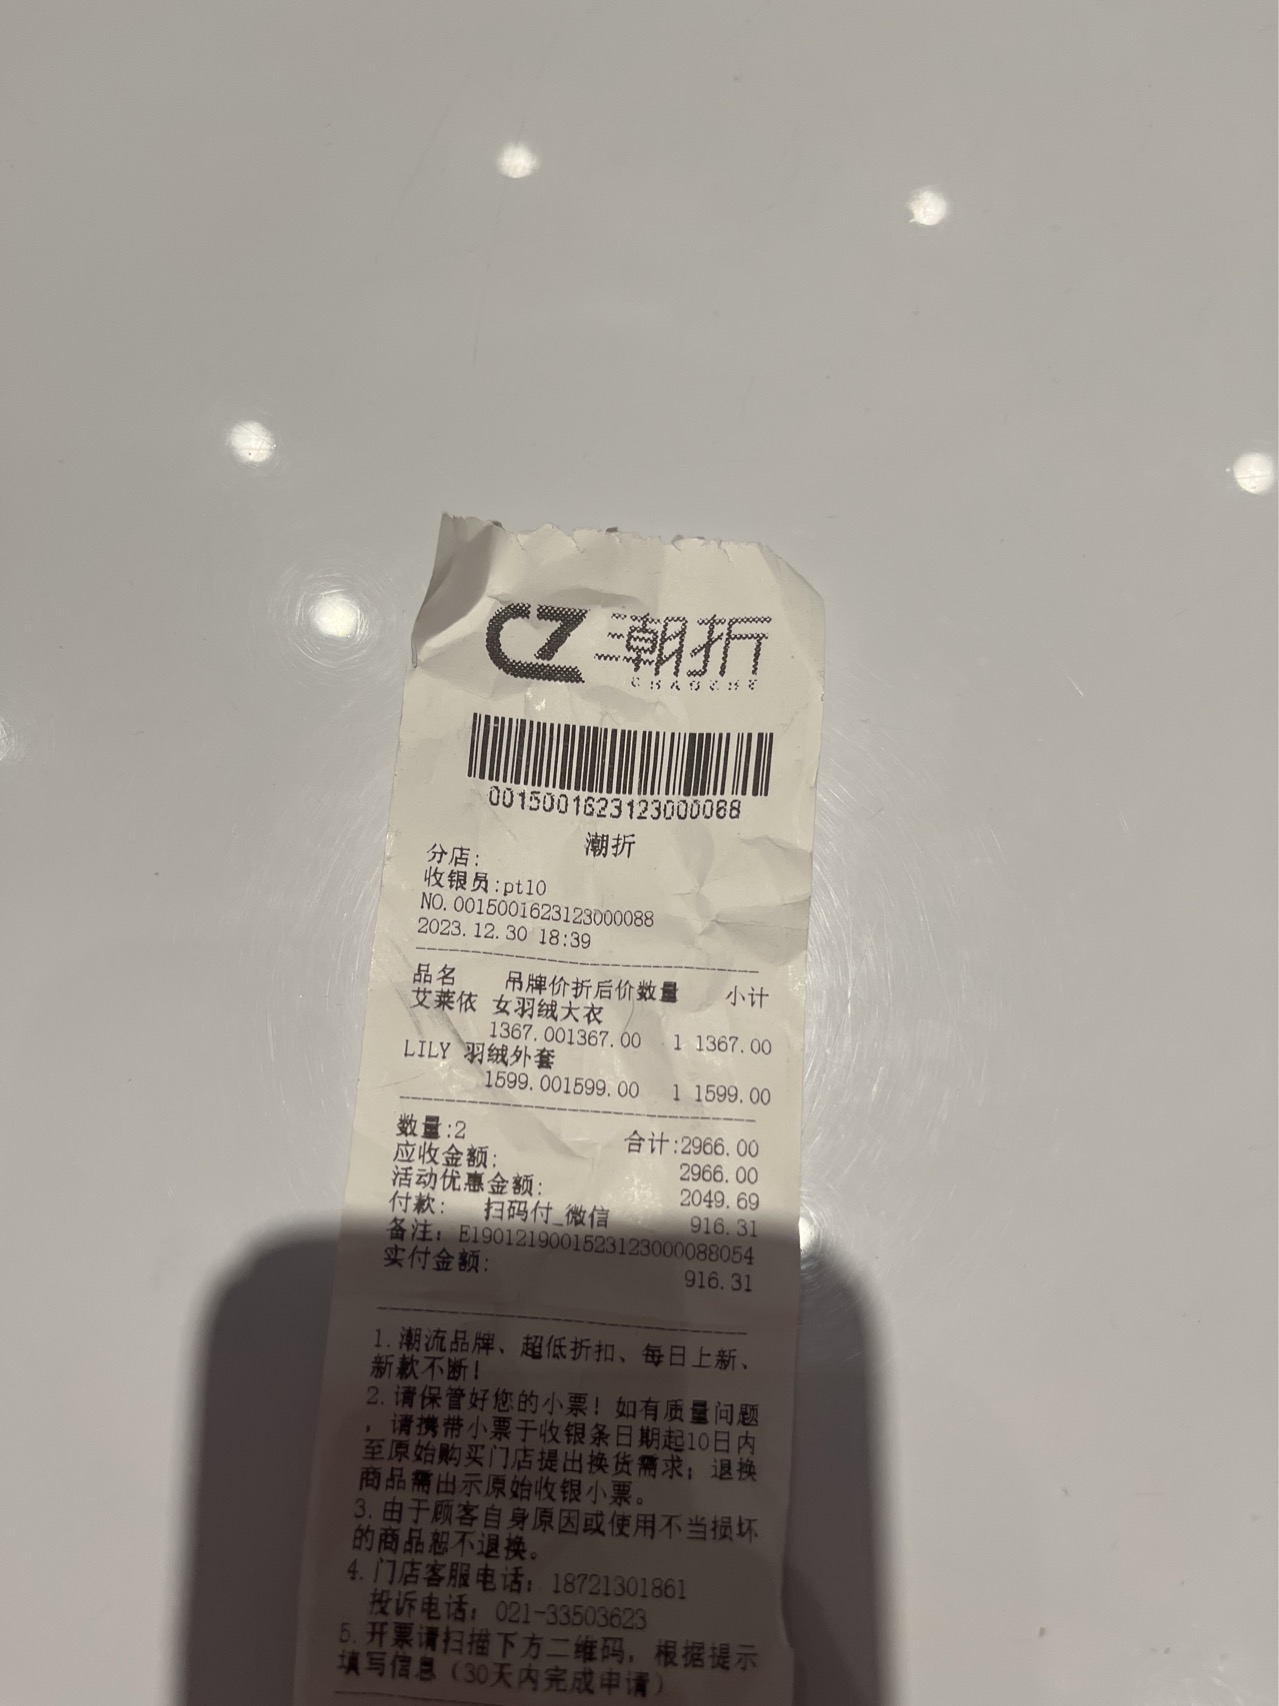 CZ 潮折
CHAOZHE
0015001623123000088
潮折
分店:
收银员:pt10
NO.0015001623123000088
2023.12.30 18:39
品名 吊牌价折后价数量 小计
艾莱依 女羽绒大衣
1367.001367.00 1 1367.00
LILY 羽绒外套
1599.001599.00 1 1599.00
数量:2 合计:2966.00
应收金额: 2966.00
活动优惠金额: 2049.69
付款: 扫码付_微信 916.31
备注: E1901219001523123000088054
实付金额: 916.31
1.潮流品牌、超低折扣、每日上新、
新款不断!
2.请保管好您的小票!如有质量问题
,请携带小票于收银条日期起10日内
至原始购买门店提出换货需求;退换
商品需出示原始收银小票。
3.由于顾客自身原因或使用不当损坏
的商品恕不退换。
4.门店客服电话: 18721301861
投诉电话: 021-33503623
5.开票请扫描下方二维码,根据提示
填写信息(30天内完成申请)